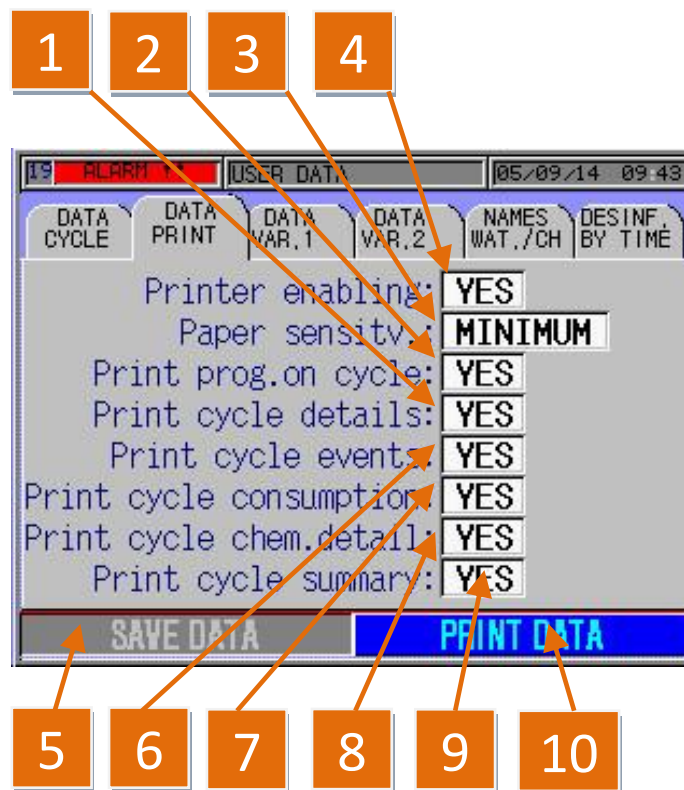 1 2 3 4
19 ALARM !! USER DATA 05/09/14 09:43
DATA CYCLE DATA PRINT DATA VAR.1 DATA VAR.2 NAMES WAT./CH DESINF. BY TIME
Printer enabling: YES
Paper sensitv.: MINIMUM
Print prog.on cycle: YES
Print cycle details: YES
Print cycle events: YES
Print cycle consumption: YES
Print cycle chem.detail: YES
Print cycle summary: YES
SAVE DATA PRINT DATA
5 6 7 8 9 10